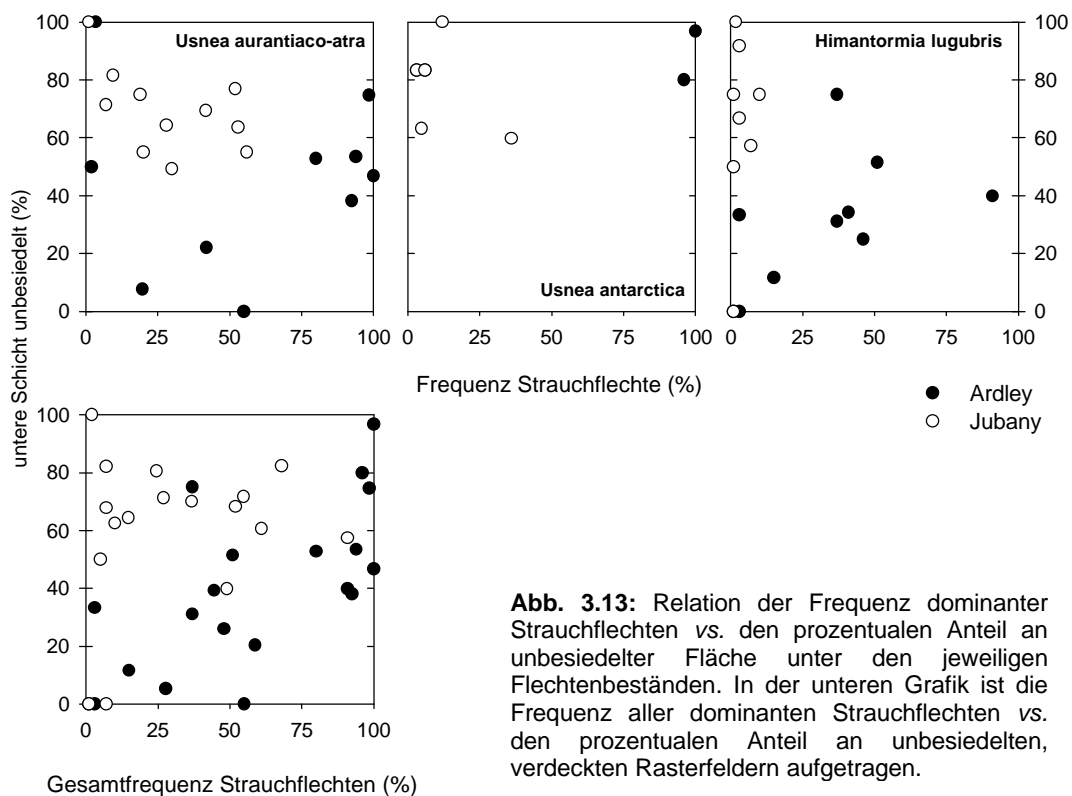 100
80
60
40
20
0
Usnea aurantiaco-atra
0 25 50 75 100
untere Schicht unbesiedelt (%)
Usnea antarctica
0 25 50 75 100
Frequenz Strauchflechte (%)
Himantormia lugubris
100
80
60
40
20
0
0 25 50 75 100
Ardley
Jubany
100
80
60
40
20
0
0 25 50 75 100
Gesamtfrequenz Strauchflechten (%)
Abb. 3.13: Relation der Frequenz dominanter
Strauchflechten vs. den prozentualen Anteil an
unbesiedelter Fläche unter den jeweiligen
Flechtenbeständen. In der unteren Grafik ist die
Frequenz aller dominanten Strauchflechten vs.
den prozentualen Anteil an unbesiedelten,
verdeckten Rasterfeldern aufgetragen.